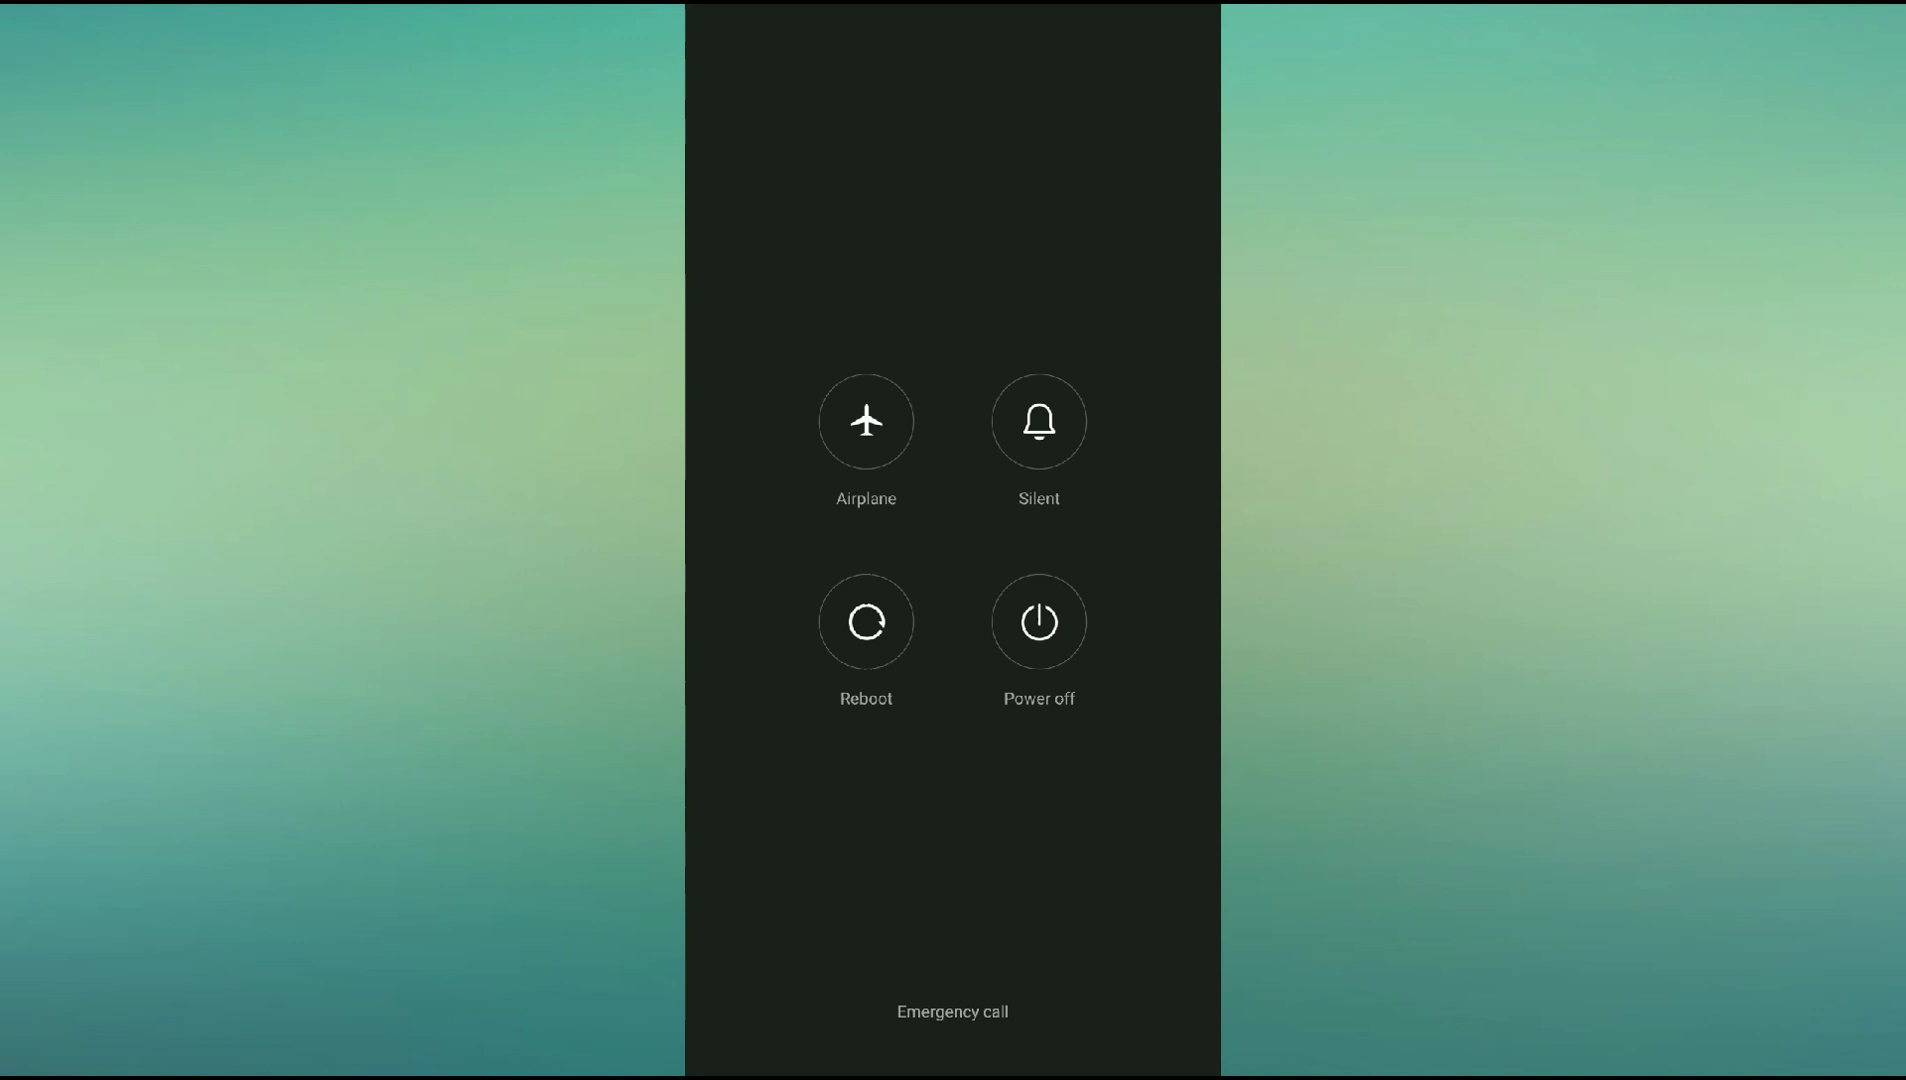 Airplane
Silent
Reboot
Power off
Emergency call